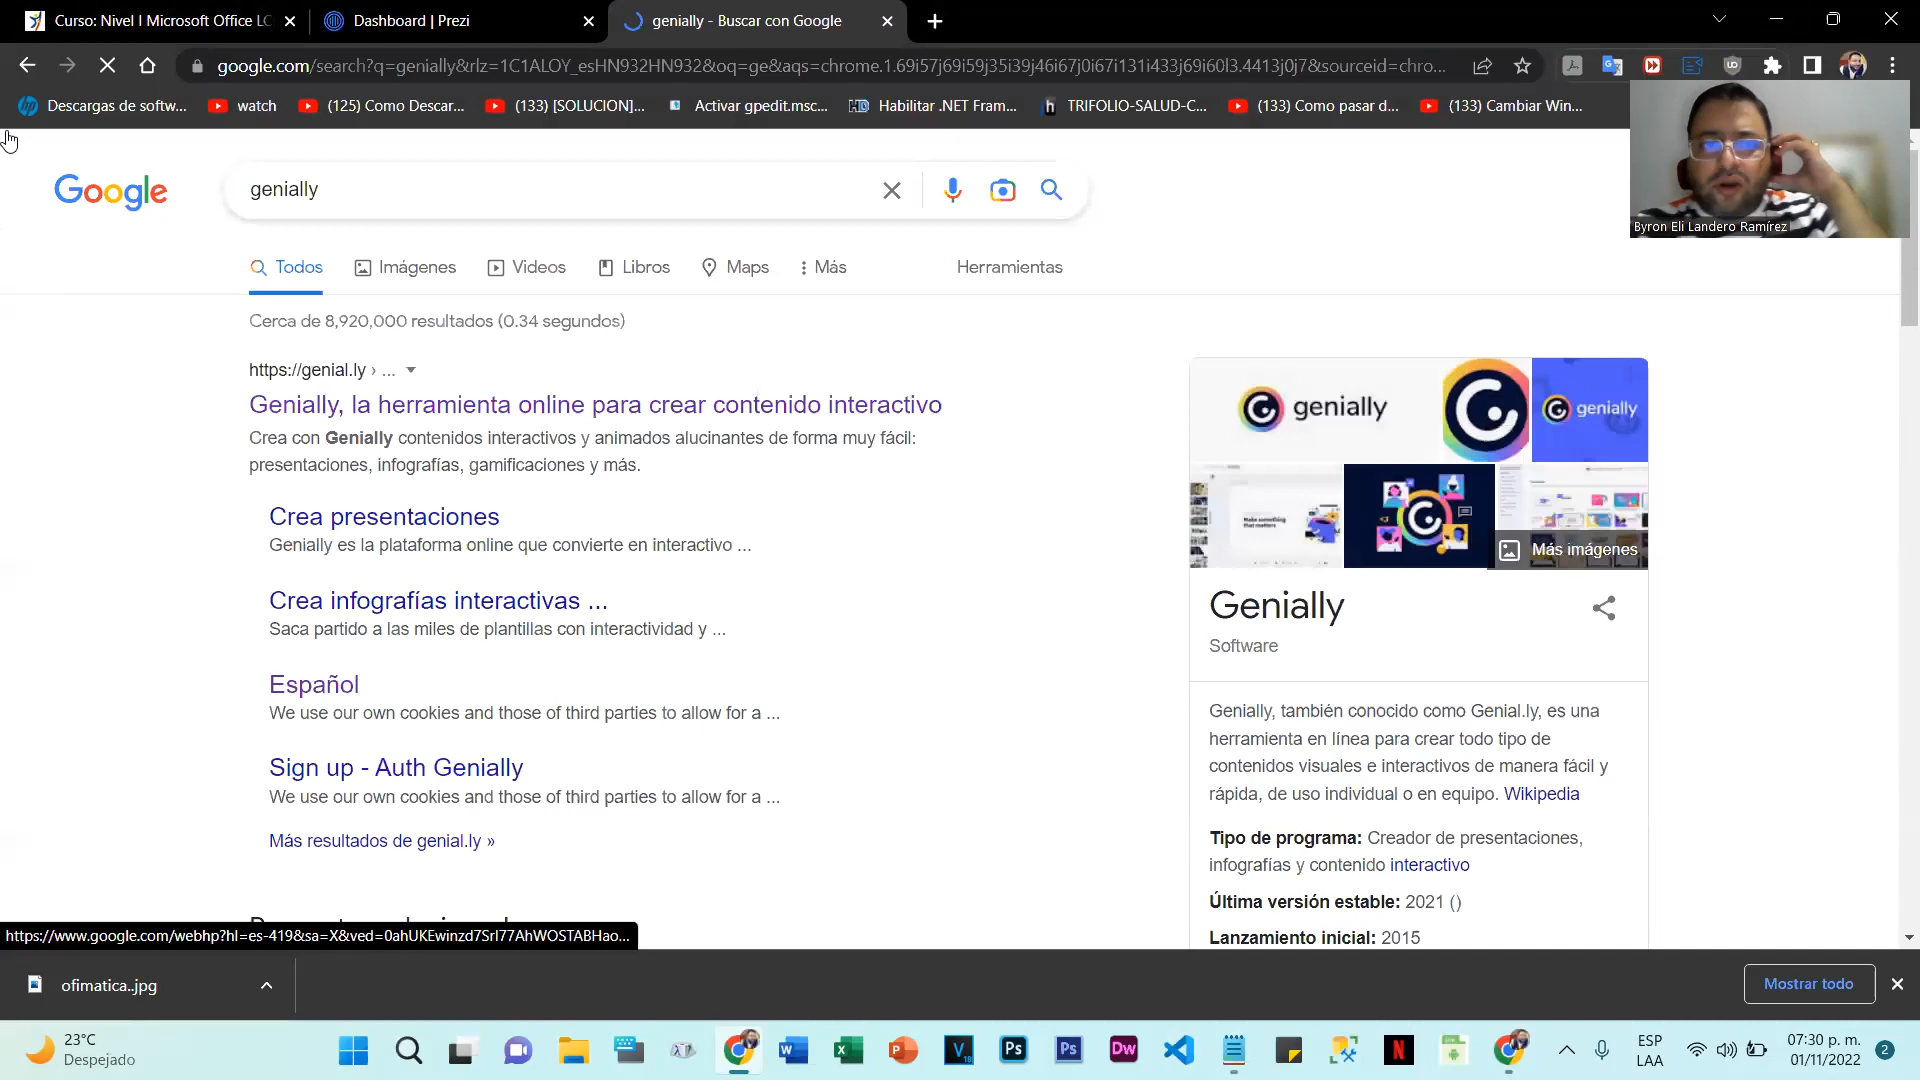 Curso: Nivel I Microsoft Office LC
Dashboard | Prezi
genially - Buscar con Google
google.com/search?q=genially&rlz=1C1ALOY_esHN932HN932&oq=ge&aqs=chrome.1.69i57j69i59j35i39j46i67j0i67i131i433j69i60l3.4413j0j7&sourceid=chro...
Descargas de softw...
watch
(125) Como Descar...
(133) [SOLUCION]...
Activar gpedit.msc...
Habilitar .NET Fram...
TRIFOLIO-SALUD-C...
(133) Como pasar d...
(133) Cambiar Win...
Byron Eli Landero Ramírez
Google
genially
Todos
Imágenes
Videos
Libros
Maps
Más
Herramientas
Cerca de 8,920,000 resultados (0.34 segundos)
https://genial.ly › ...
Genially, la herramienta online para crear contenido interactivo
Crea con Genially contenidos interactivos y animados alucinantes de forma muy fácil:
presentaciones, infografías, gamificaciones y más.
Crea presentaciones
Genially es la plataforma online que convierte en interactivo ...
Crea infografías interactivas ...
Saca partido a las miles de plantillas con interactividad y ...
Español
We use our own cookies and those of third parties to allow for a ...
Sign up - Auth Genially
We use our own cookies and those of third parties to allow for a ...
Más resultados de genial.ly »
genially
genially
Make something
that matters
Más imágenes
Genially
Software
Genially, también conocido como Genial.ly, es una
herramienta en línea para crear todo tipo de
contenidos visuales e interactivos de manera fácil y
rápida, de uso individual o en equipo. Wikipedia
Tipo de programa: Creador de presentaciones,
infografías y contenido interactivo
Última versión estable: 2021 ()
Lanzamiento inicial: 2015
https://www.google.com/webhp?hl=es-419&sa=X&ved=0ahUKEwinzd7Srl77AhWOSTABHao...
ofimatica..jpg
Mostrar todo
23°C
Despejado
ESP
LAA
07:30 p. m.
01/11/2022
2